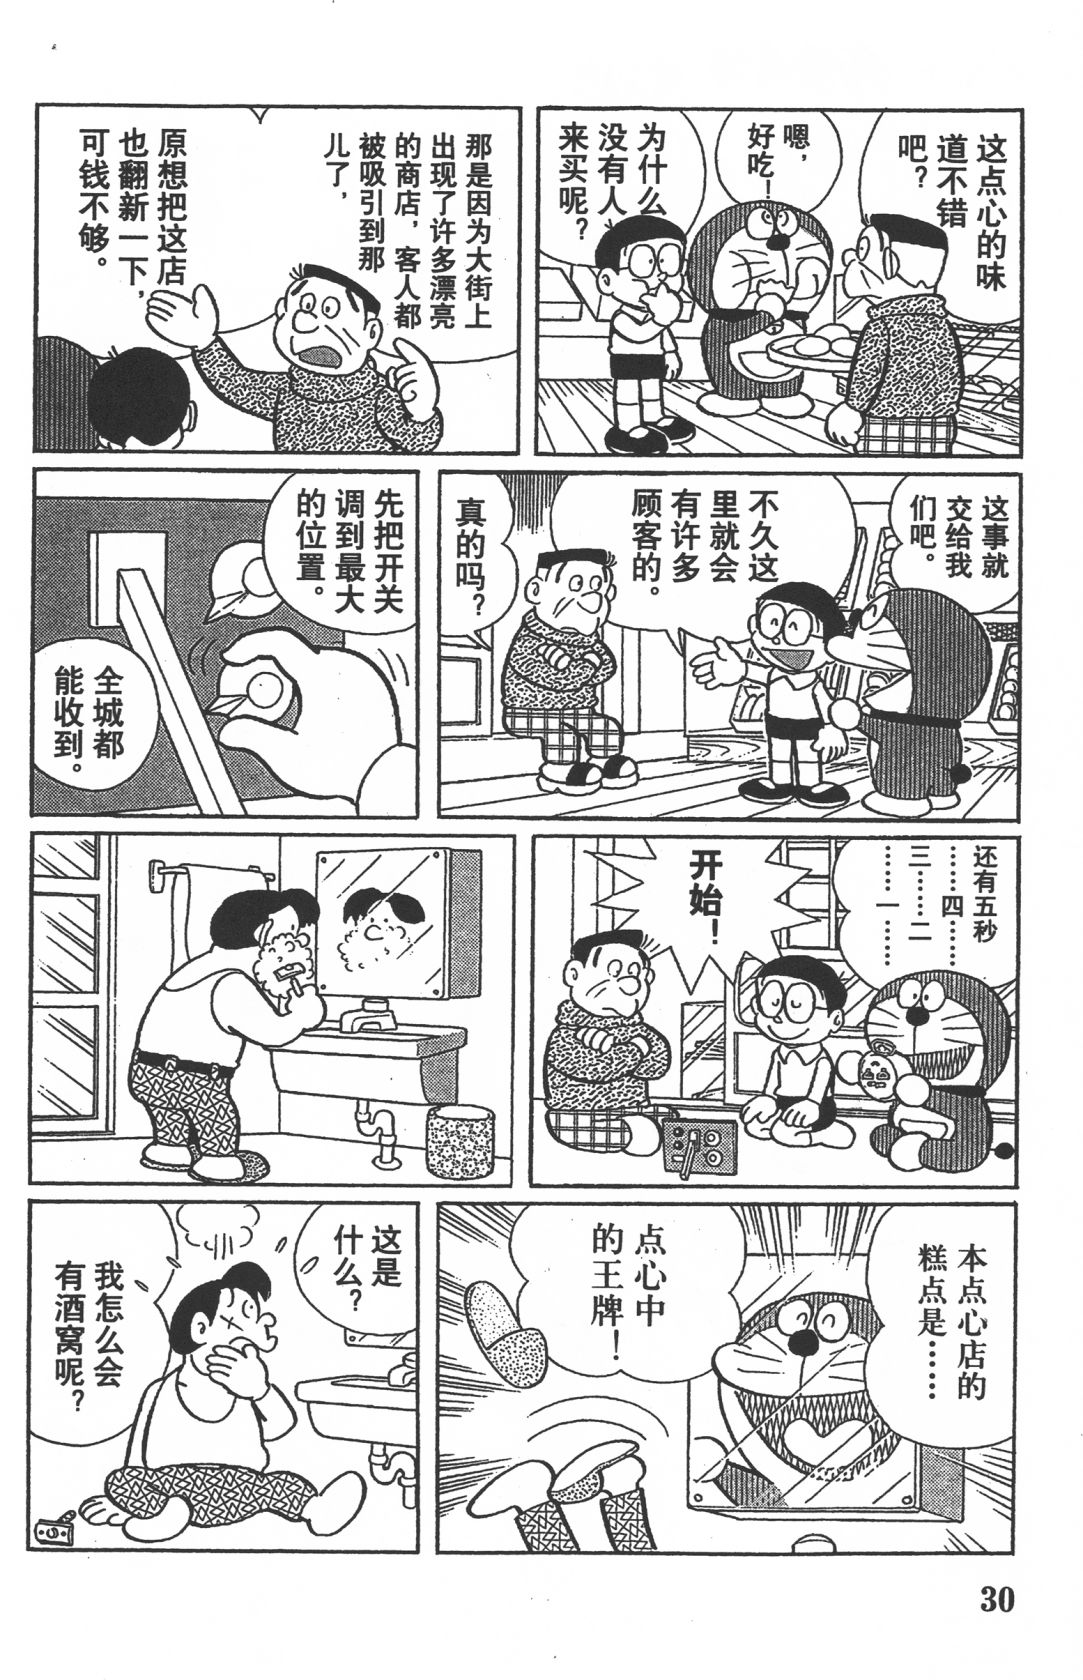 这点心的味
道不错
吧？
嗯，
好吃！
为什么
没有人
来买呢？
那是因为大街上
出现了许多漂亮
的商店，客人都
被吸引到那
儿了，
原想把这店
也翻新一下，
可钱不够。
这事就
交给我
们吧。
不久这
里就会
有许多
顾客的。
真的吗？
先把开关
调到最大
的位置。
全城都
能收到。
还有五秒
……四……
三……二
……一……
开始！
本点心店的
糕点是……
点心中
的王牌！
这是
什么？
我怎么会
有酒窝呢？
30